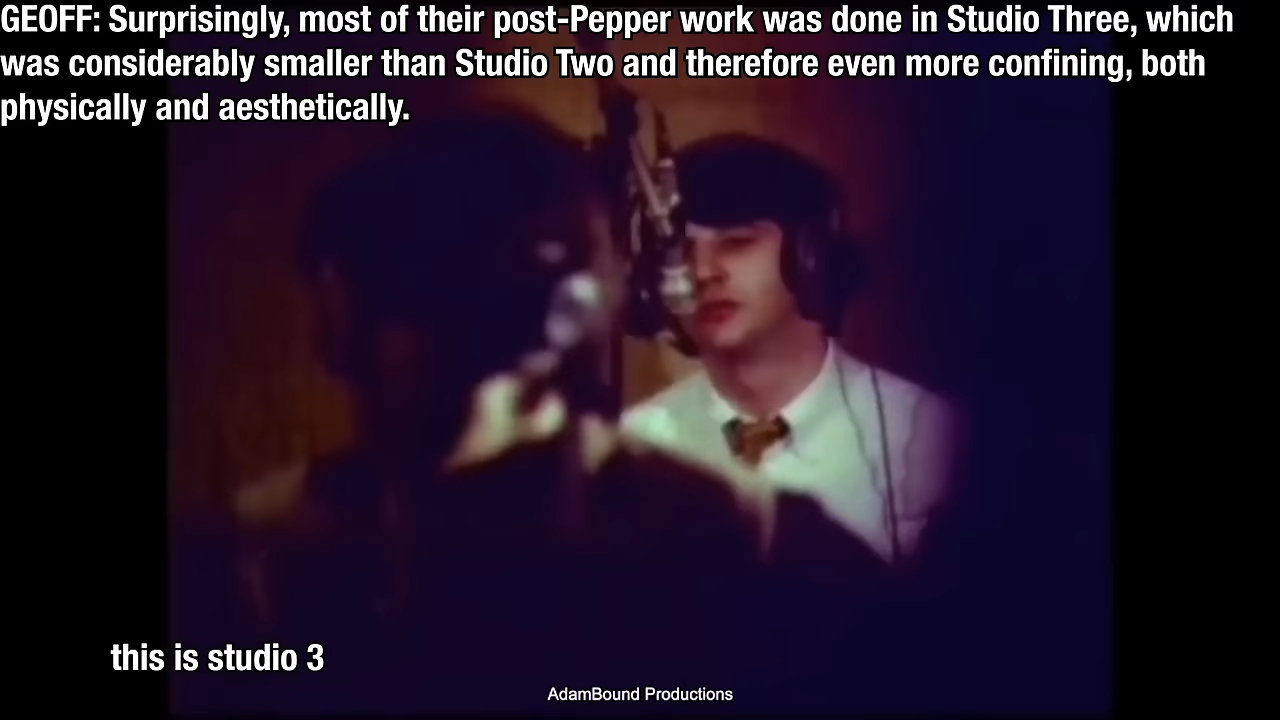 GEOFF: Surprisingly, most of their post-Pepper work was done in Studio Three, which
was considerably smaller than Studio Two and therefore even more confining, both
physically and aesthetically.
this is studio 3
AdamBound Productions